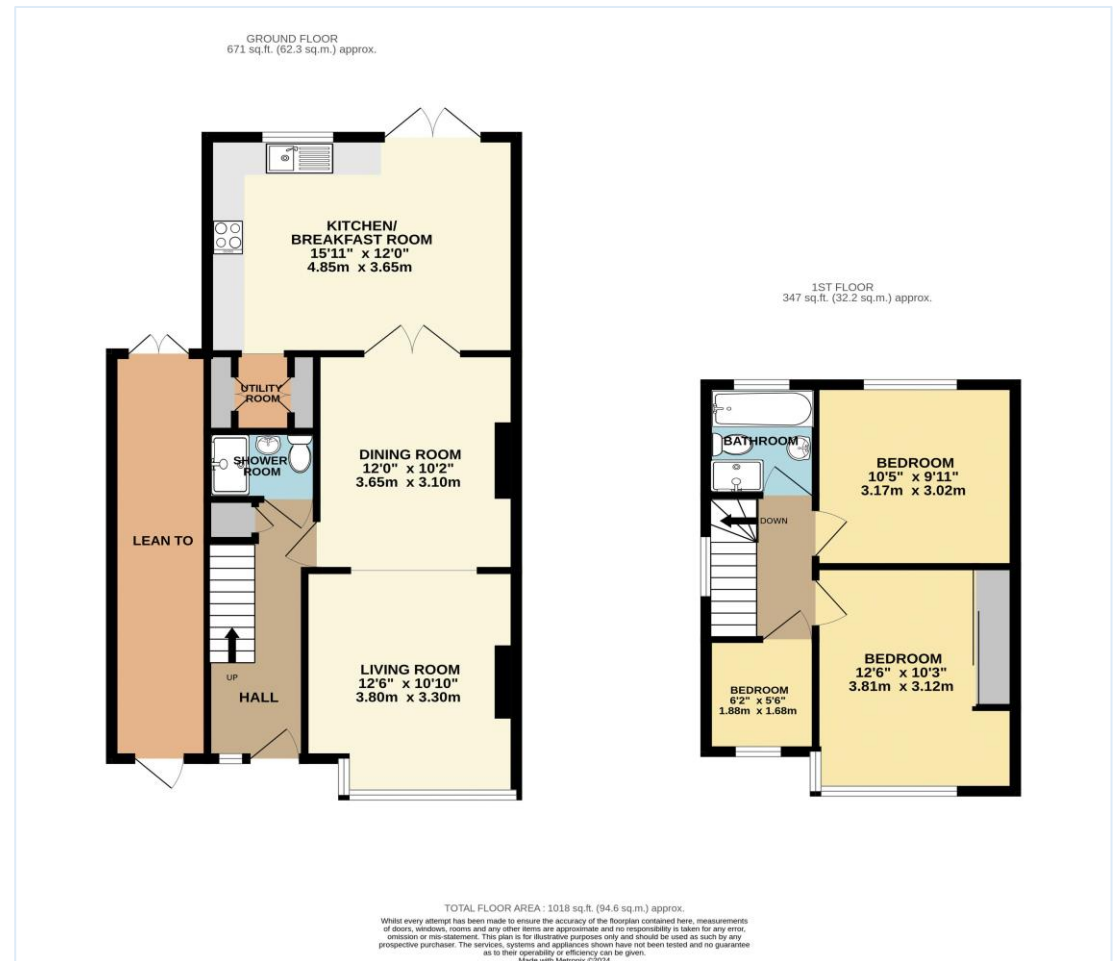 GROUND FLOOR
671 sq.ft. (62.3 sq.m.) approx.
KITCHEN/
BREAKFAST ROOM
15'11" x 12'0"
4.85m x 3.65m
UTILITY
ROOM
SHOWER
ROOM
DINING ROOM
12'0" x 10'2"
3.65m x 3.10m
LEAN TO
LIVING ROOM
12'6" x 10'10"
3.80m x 3.30m
UP
HALL
1ST FLOOR
347 sq.ft. (32.2 sq.m.) approx.
BATHROOM
BEDROOM
10'5" x 9'11"
3.17m x 3.02m
DOWN
BEDROOM
12'6" x 10'3"
3.81m x 3.12m
BEDROOM
6'2" x 5'6"
1.88m x 1.68m
TOTAL FLOOR AREA : 1018 sq.ft. (94.6 sq.m.) approx.
Whilst every attempt has been made to ensure the accuracy of the floorplan contained here, measurements
of doors, windows, rooms and any other items are approximate and no responsibility is taken for any error,
omission or mis-statement. This plan is for illustrative purposes only and should be used as such by any
prospective purchaser. The services, systems and appliances shown have not been tested and no guarantee
as to their operability or efficiency can be given.
Made with Metropix ©2024